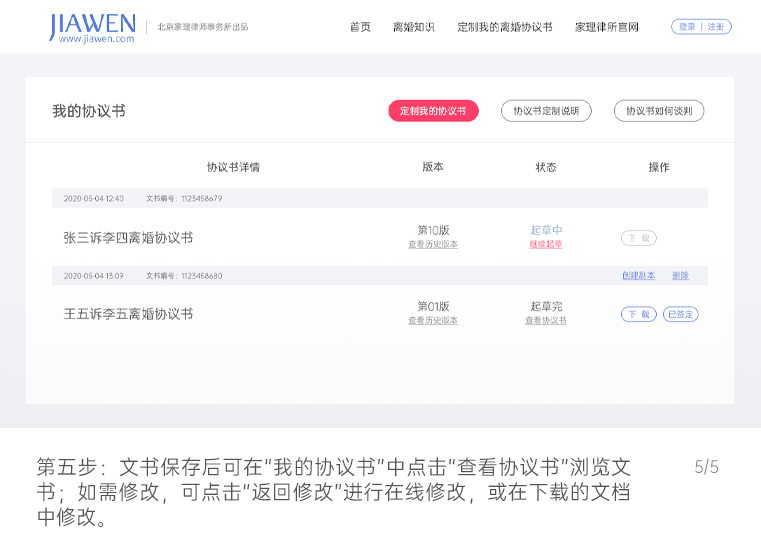 JIAWEN
www.jiawen.com
北京家理律师事务所出品
首页 离婚知识 定制我的离婚协议书 家理律所官网 登录 | 注册
我的协议书 定制我的协议书 协议书定制说明 协议书如何谈判
协议书详情 版本 状态 操作
2020-05-04 12:40 文书编号：1123458679
张三诉李四离婚协议书 第10版 起草中 下 载
查看历史版本 继续起草
2020-05-04 13:09 文书编号：1123458680 创建副本 删除
王五诉李五离婚协议书 第01版 起草完 下 载 已签定
查看历史版本 查看协议书
第五步：文书保存后可在“我的协议书”中点击“查看协议书”浏览文
书；如需修改，可点击“返回修改”进行在线修改，或在下载的文档
中修改。
5/5